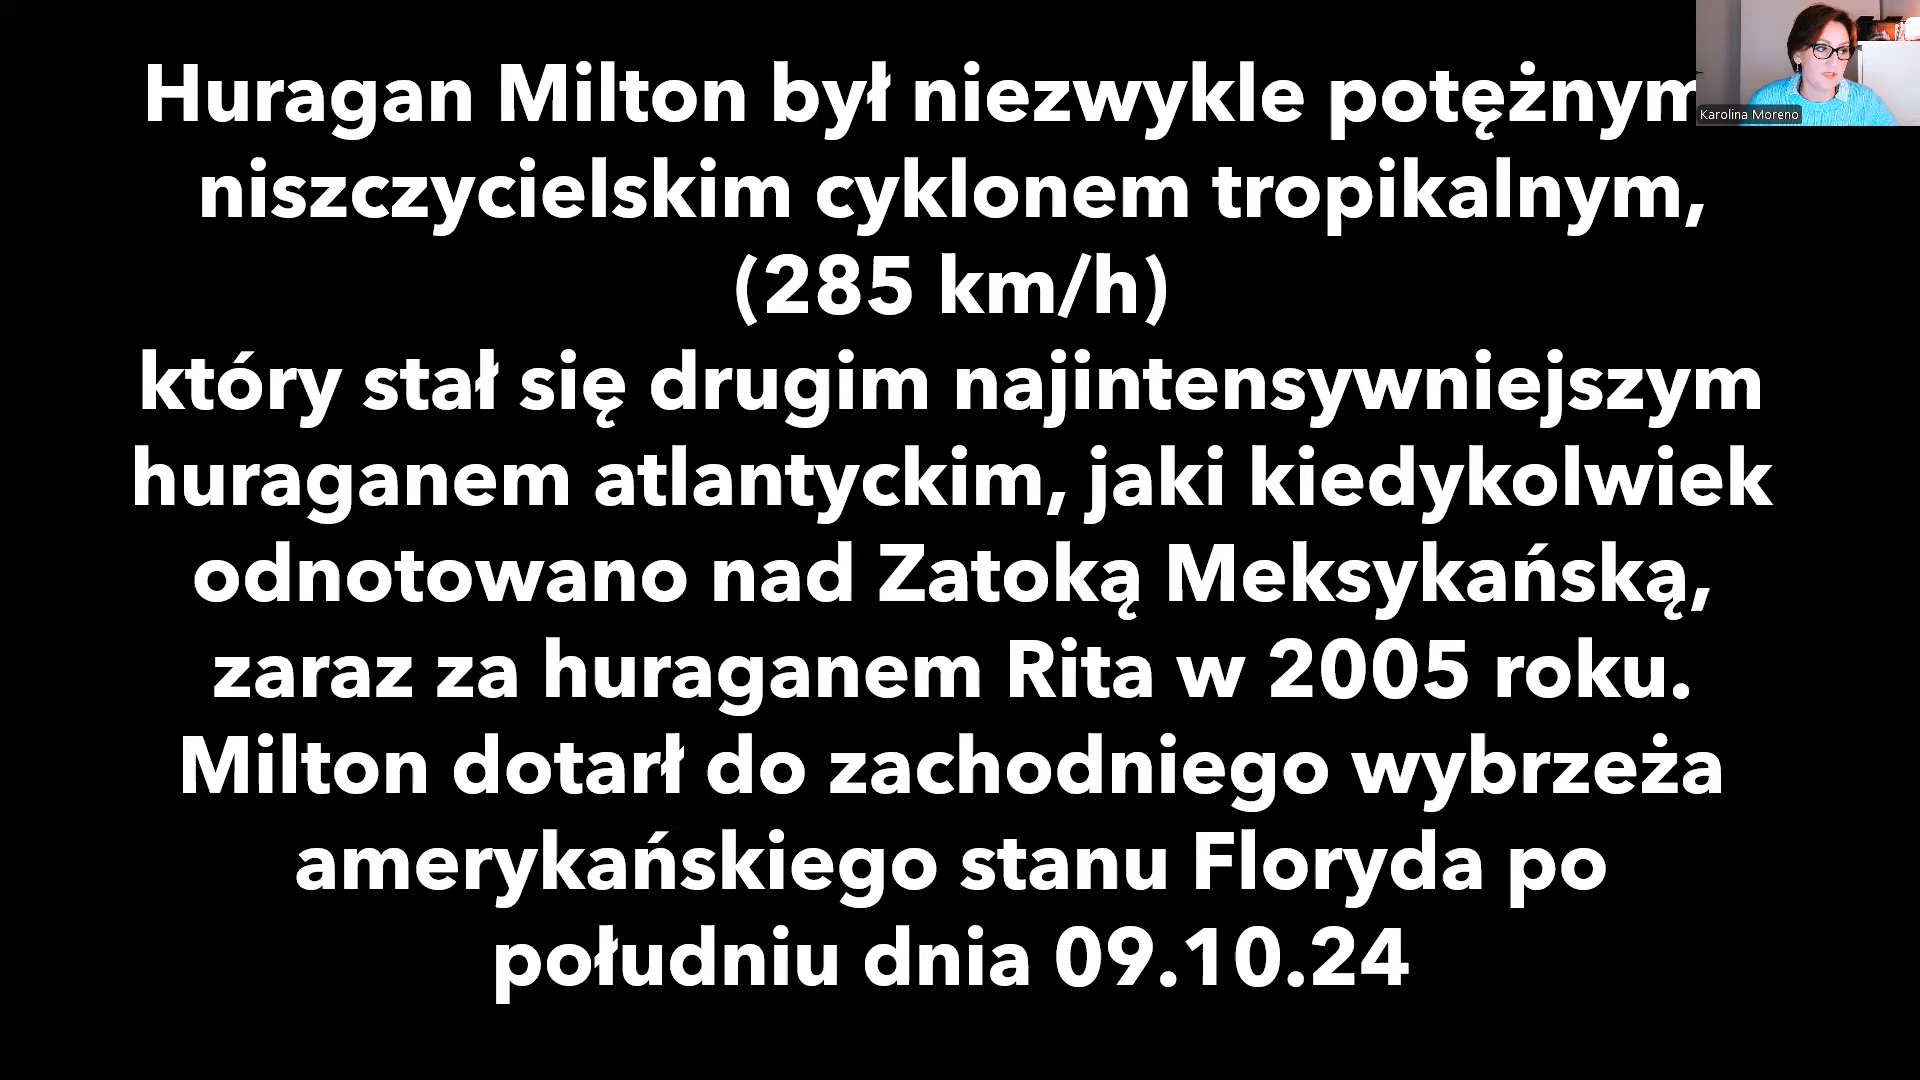 Huragan Milton był niezwykle potężnym
niszczycielskim cyklonem tropikalnym,
(285 km/h)
który stał się drugim najintensywniejszym
huraganem atlantyckim, jaki kiedykolwiek
odnotowano nad Zatoką Meksykańską,
zaraz za huraganem Rita w 2005 roku.
Milton dotarł do zachodniego wybrzeża
amerykańskiego stanu Floryda po
południu dnia 09.10.24
Karolina Moreno